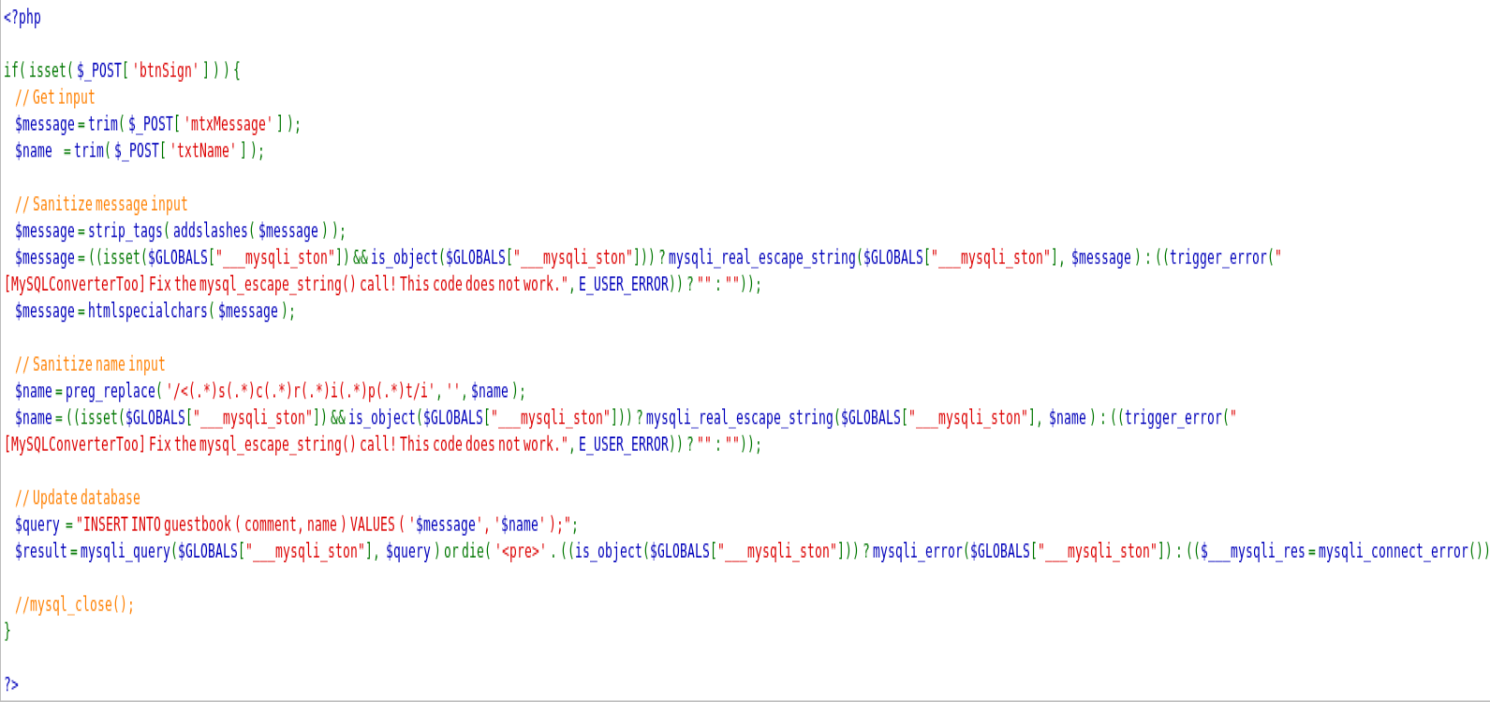 <?php
if( isset( $_POST[ 'btnSign' ] ) ) {
// Get input
$message = trim( $_POST[ 'mtxMessage' ] );
$name = trim( $_POST[ 'txtName' ] );
// Sanitize message input
$message = strip_tags( addslashes( $message ) );
$message = ((isset($GLOBALS["___mysqli_ston"]) && is_object($GLOBALS["___mysqli_ston"])) ? mysqli_real_escape_string($GLOBALS["___mysqli_ston"], $message ) : ((trigger_error("
[MySQLConverterToo] Fix the mysql_escape_string() call! This code does not work.", E_USER_ERROR)) ? "" : ""));
$message = htmlspecialchars( $message );
// Sanitize name input
$name = preg_replace( '/<(.*)s(.*)c(.*)r(.*)i(.*)p(.*)t/i', '', $name );
$name = ((isset($GLOBALS["___mysqli_ston"]) && is_object($GLOBALS["___mysqli_ston"])) ? mysqli_real_escape_string($GLOBALS["___mysqli_ston"], $name ) : ((trigger_error("
[MySQLConverterToo] Fix the mysql_escape_string() call! This code does not work.", E_USER_ERROR)) ? "" : ""));
// Update database
$query = "INSERT INTO guestbook ( comment, name ) VALUES ( '$message', '$name' );";
$result = mysqli_query($GLOBALS["___mysqli_ston"], $query ) or die( '<pre>' . ((is_object($GLOBALS["___mysqli_ston"])) ? mysqli_error($GLOBALS["___mysqli_ston"]) : (($___mysqli_res = mysqli_connect_error())
//mysql_close();
}
?>